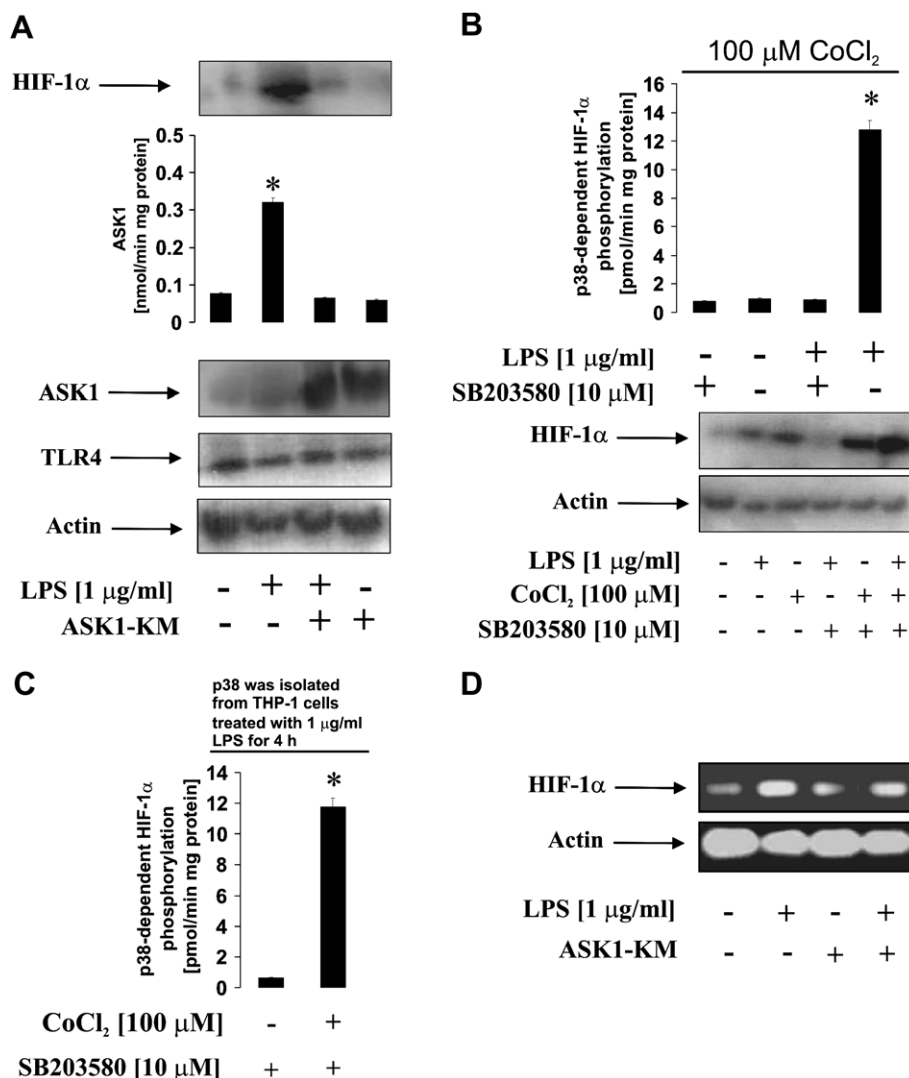 A
HIF-1α
0.5
0.4
0.3
0.2
0.1
0
ASK1
[nmol/min mg protein]
*
ASK1
TLR4
Actin
LPS [1 μg/ml] - + + -
ASK1-KM - - + +
B
100 μM CoCl₂
16
14
12
10
8
6
4
2
0
p38-dependent HIF-1α
phosphorylation
[pmol/min mg protein]
*
LPS [1 μg/ml] - - + +
SB203580 [10 μM] + - + -
HIF-1α
Actin
LPS [1 μg/ml] - + - + - +
CoCl₂ [100 μM] - - + - + +
SB203580 [10 μM] - - - + + +
C
p38 was isolated
from THP-1 cells
treated with 1 μg/ml
LPS for 4 h
14
12
10
8
6
4
2
0
p38-dependent HIF-1α
phosphorylation
[pmol/min mg protein]
*
CoCl₂ [100 μM] - +
SB203580 [10 μM] + +
D
HIF-1α
Actin
LPS [1 μg/ml] - + - +
ASK1-KM - - + +